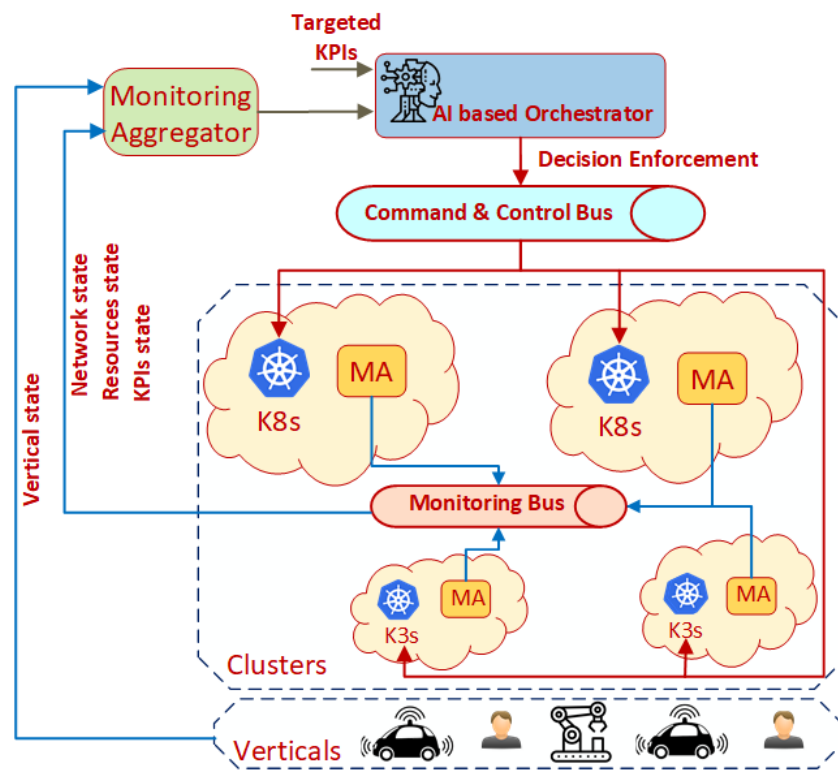 Targeted
KPIs
Monitoring
Aggregator
AI based Orchestrator
Decision Enforcement
Command & Control Bus
Vertical state
Network state
Resources state
KPIs state
K8s
MA
K8s
MA
Monitoring Bus
K3s
MA
K3s
MA
Clusters
Verticals